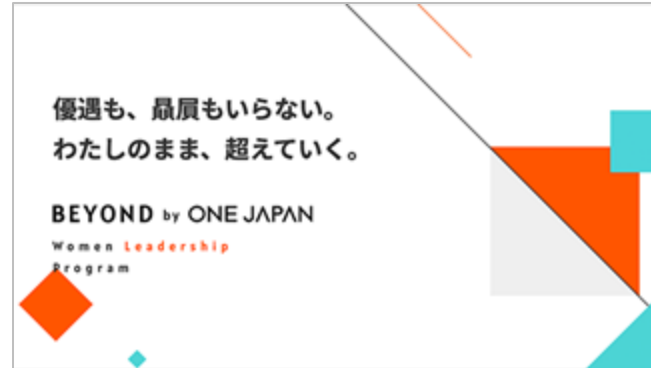 優遇も、贔屓もいらない。
わたしのまま、超えていく。
BEYOND by ONE JAPAN
Women Leadership
Program